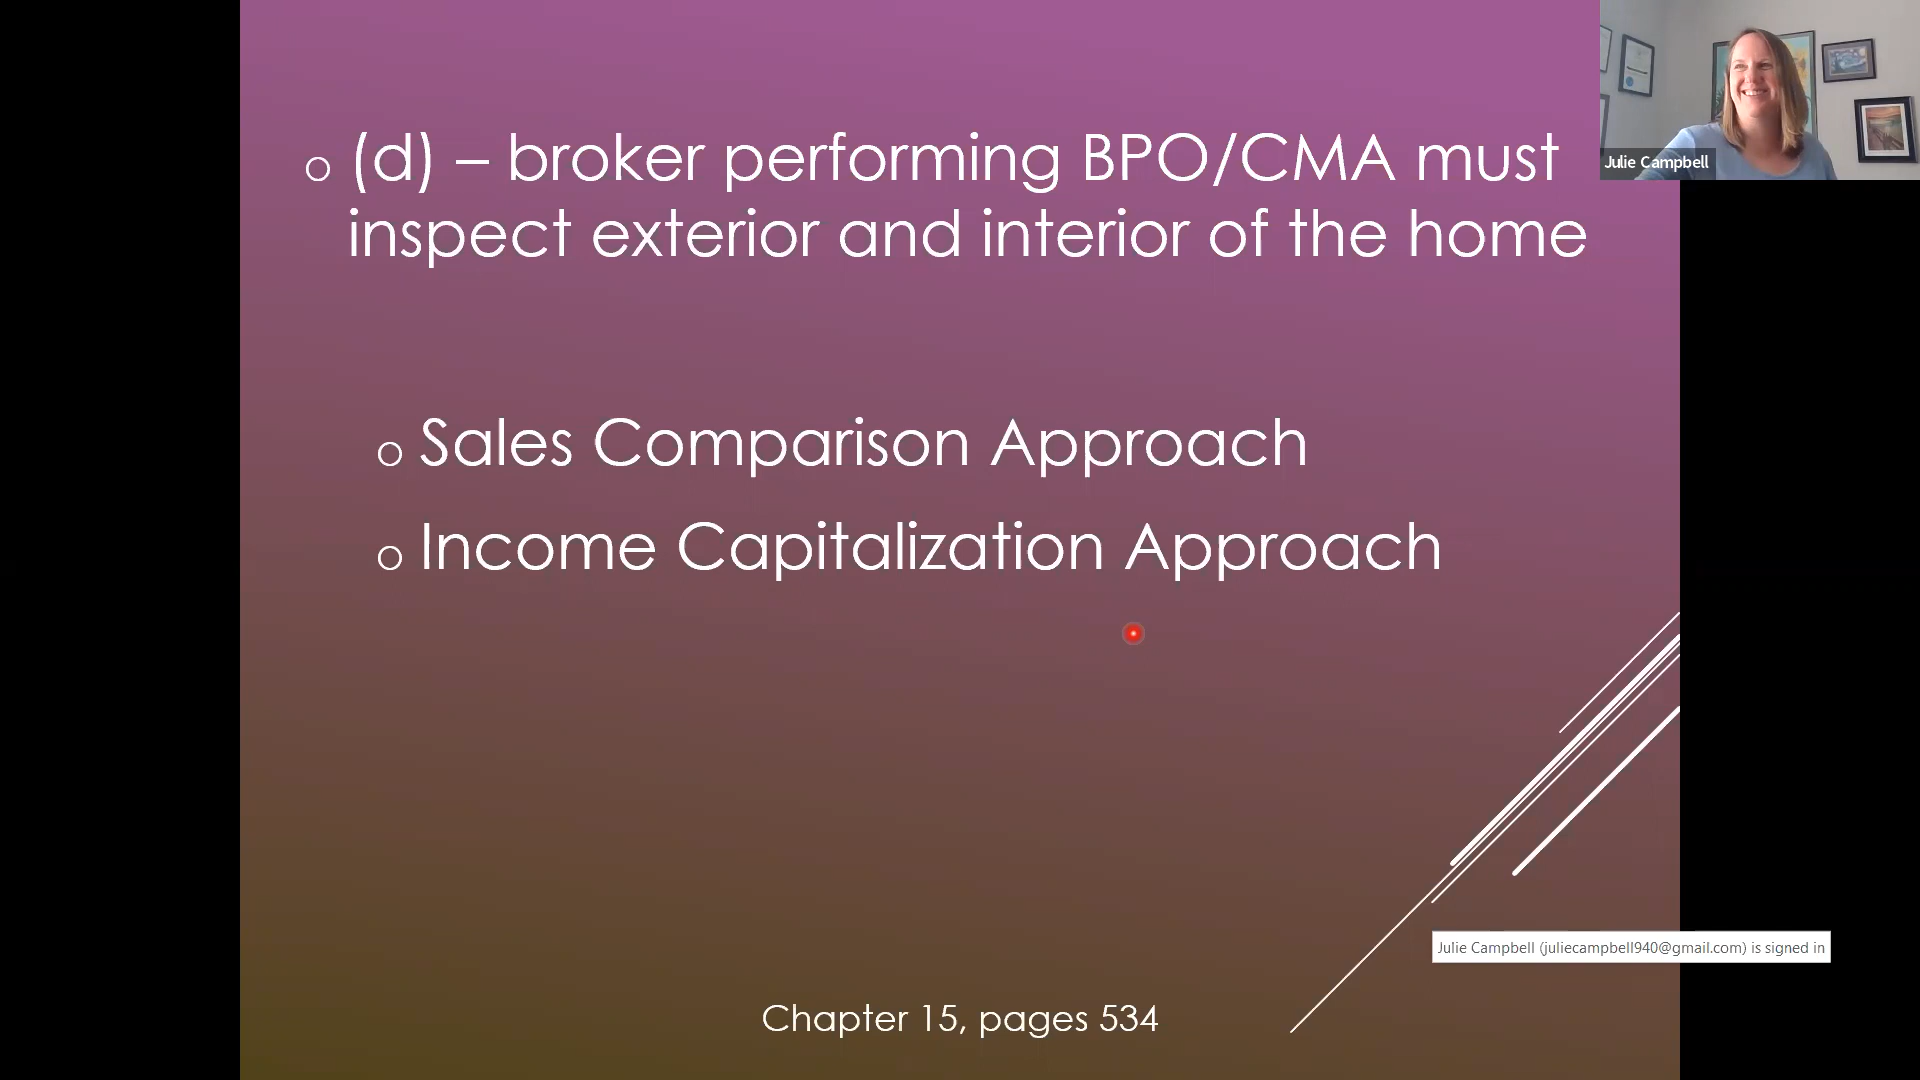 ○ (d) – broker performing BPO/CMA must
inspect exterior and interior of the home
○ Sales Comparison Approach
○ Income Capitalization Approach
Chapter 15, pages 534
Julie Campbell
Julie Campbell (juliecampbell940@gmail.com) is signed in